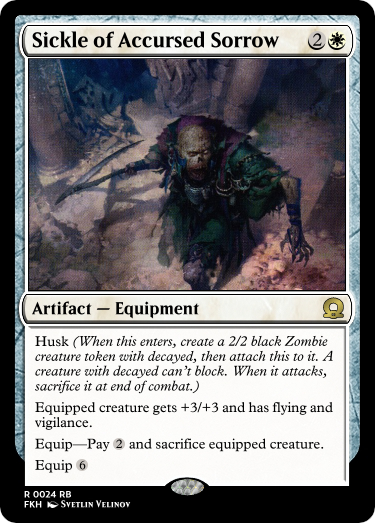 Sickle of Accursed Sorrow 2
Artifact — Equipment
Husk (When this enters, create a 2/2 black Zombie
creature token with decayed, then attach this to it. A
creature with decayed can't block. When it attacks,
sacrifice it at end of combat.)
Equipped creature gets +3/+3 and has flying and
vigilance.
Equip—Pay 2 and sacrifice equipped creature.
Equip 6
R 0024 RB
FKH Svetlin Velinov